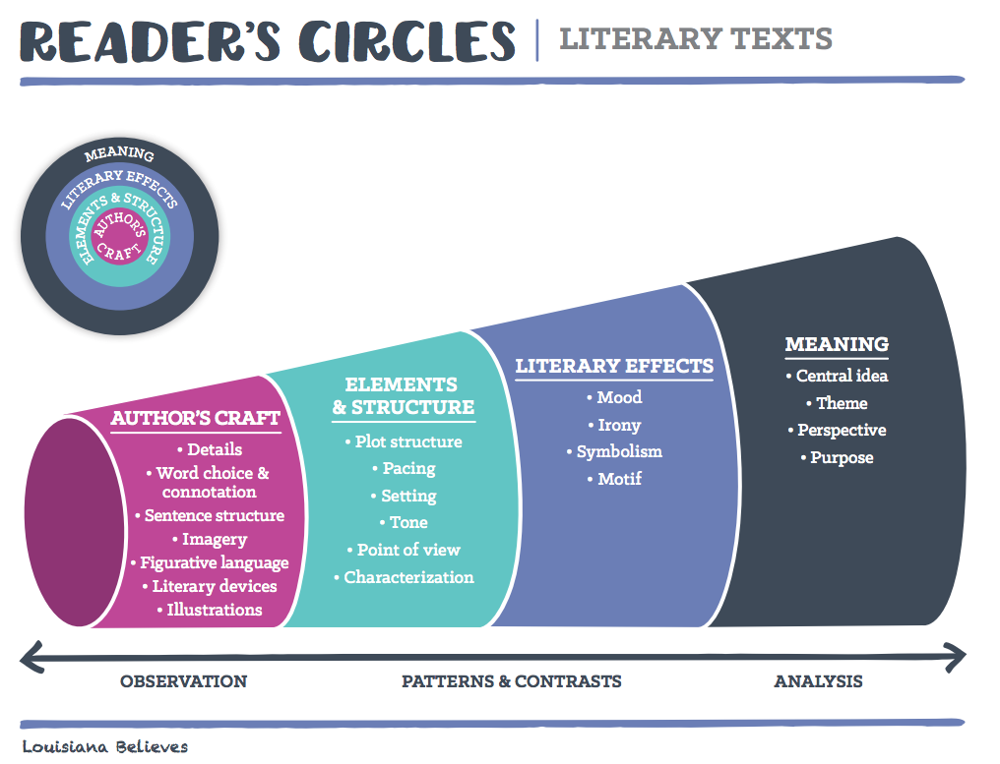 READER'S CIRCLES | LITERARY TEXTS
MEANING
LITERARY EFFECTS
ELEMENTS & STRUCTURE
AUTHOR'S
CRAFT
AUTHOR'S CRAFT
• Details
• Word choice &
connotation
• Sentence structure
• Imagery
• Figurative language
• Literary devices
• Illustrations
ELEMENTS
& STRUCTURE
• Plot structure
• Pacing
• Setting
• Tone
• Point of view
• Characterization
LITERARY EFFECTS
• Mood
• Irony
• Symbolism
• Motif
MEANING
• Central idea
• Theme
• Perspective
• Purpose
OBSERVATION
PATTERNS & CONTRASTS
ANALYSIS
Louisiana Believes